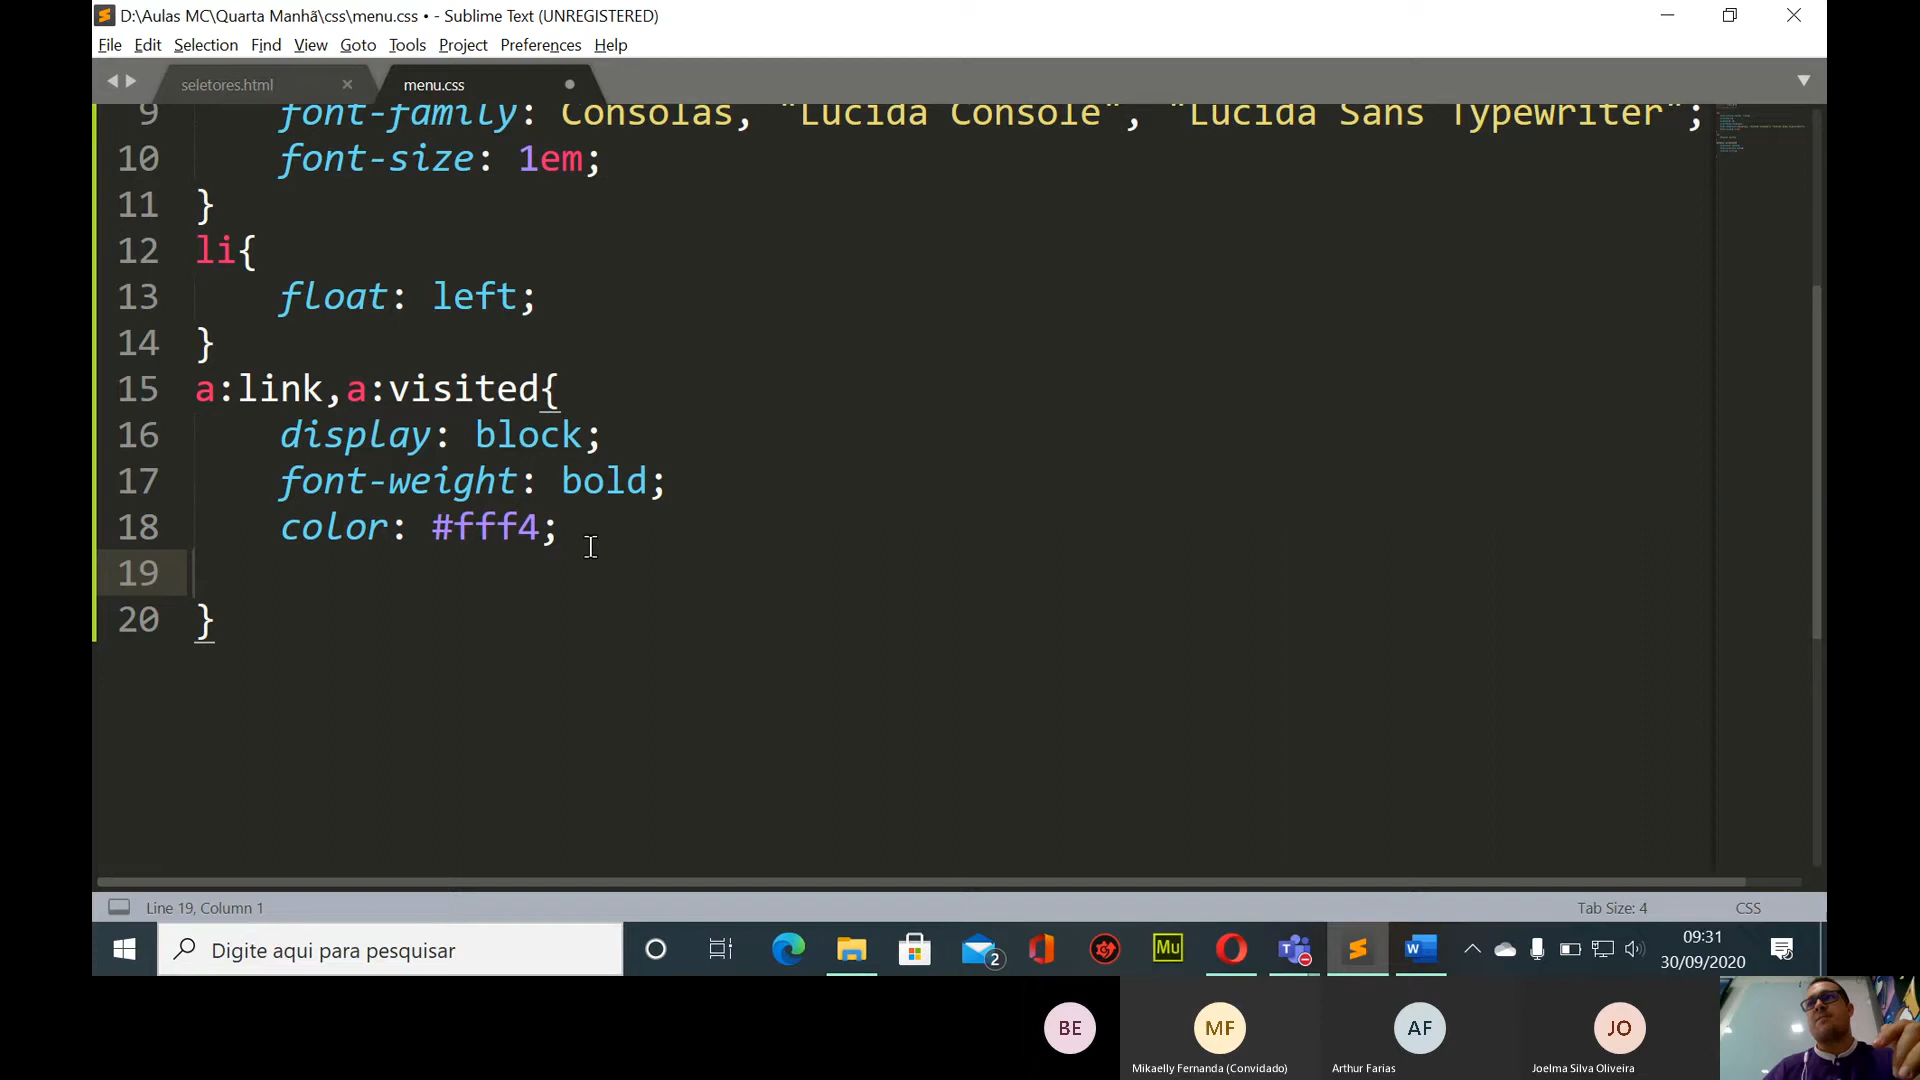 D:\Aulas MC\Quarta Manhã\css\menu.css • - Sublime Text (UNREGISTERED)
File Edit Selection Find View Goto Tools Project Preferences Help
seletores.html × menu.css
9 font-family: Consolas, "Lucida Console", "Lucida Sans Typewriter";
10 font-size: 1em;
11 }
12 li{
13 float: left;
14 }
15 a:link,a:visited{
16 display: block;
17 font-weight: bold;
18 color: #fff4;
19
20 }
Line 19, Column 1 Tab Size: 4 CSS
Digite aqui para pesquisar 2 Mu W 09:31
30/09/2020
BE MF AF JO
Mikaelly Fernanda (Convidado) Arthur Farias Joelma Silva Oliveira